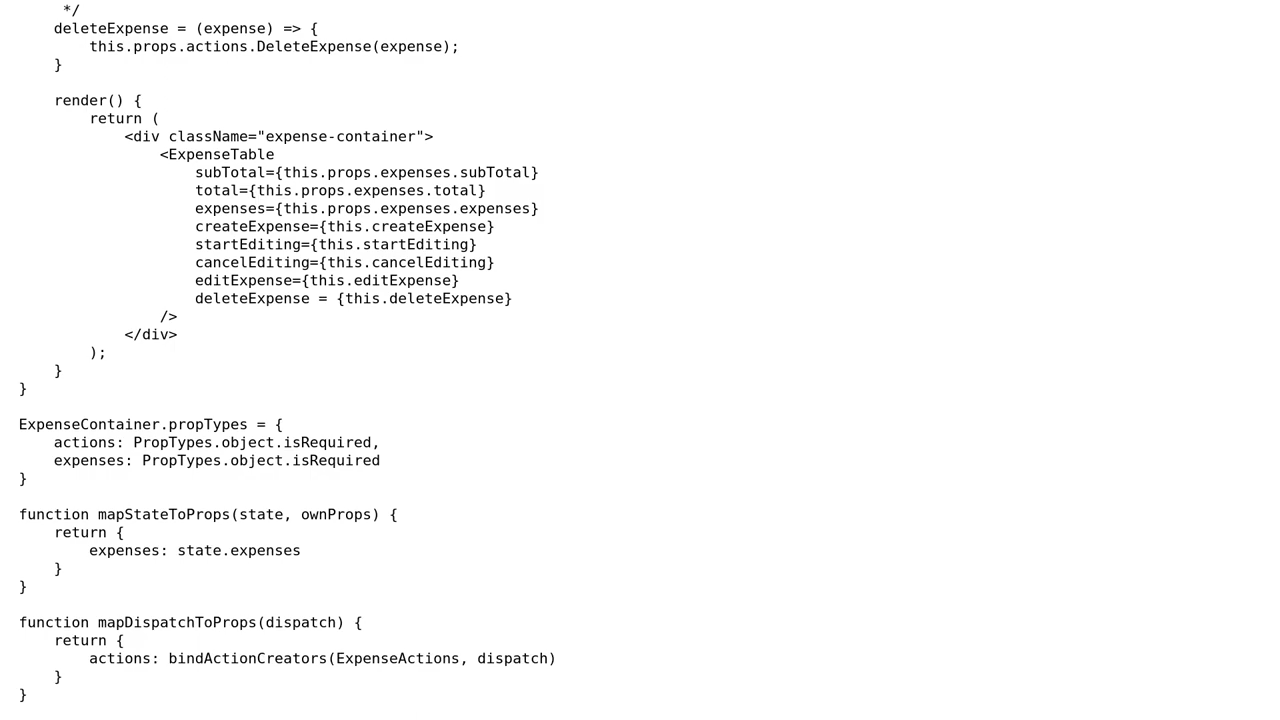 */
    deleteExpense = (expense) => {
        this.props.actions.DeleteExpense(expense);
    }

    render() {
        return (
            <div className="expense-container">
                <ExpenseTable
                    subTotal={this.props.expenses.subTotal}
                    total={this.props.expenses.total}
                    expenses={this.props.expenses.expenses}
                    createExpense={this.createExpense}
                    startEditing={this.startEditing}
                    cancelEditing={this.cancelEditing}
                    editExpense={this.editExpense}
                    deleteExpense = {this.deleteExpense}
                />
            </div>
        );
    }
}

ExpenseContainer.propTypes = {
    actions: PropTypes.object.isRequired,
    expenses: PropTypes.object.isRequired
}

function mapStateToProps(state, ownProps) {
    return {
        expenses: state.expenses
    }
}

function mapDispatchToProps(dispatch) {
    return {
        actions: bindActionCreators(ExpenseActions, dispatch)
    }
}